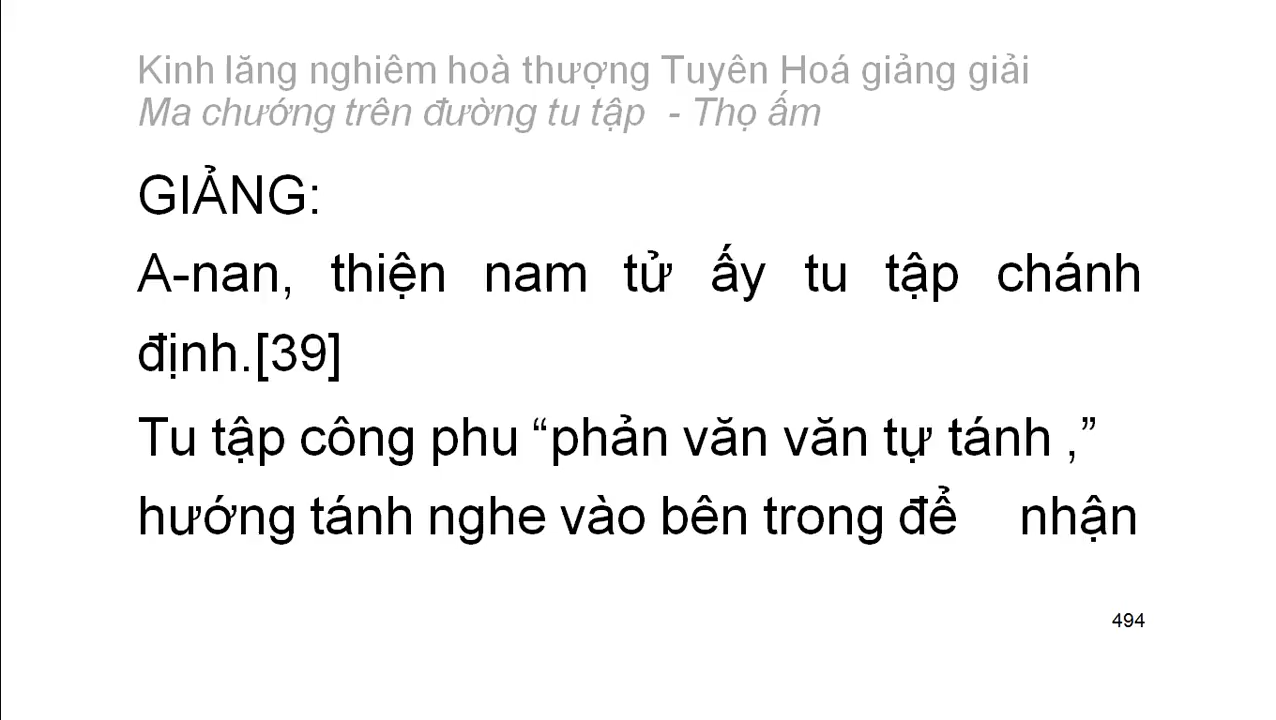 Kinh lăng nghiêm hoà thượng Tuyên Hoá giảng giải
Ma chướng trên đường tu tập - Thọ ấm
GIẢNG:
A-nan, thiện nam tử ấy tu tập chánh
định.[39]
Tu tập công phu “phản văn văn tự tánh ,”
hướng tánh nghe vào bên trong để nhận
494